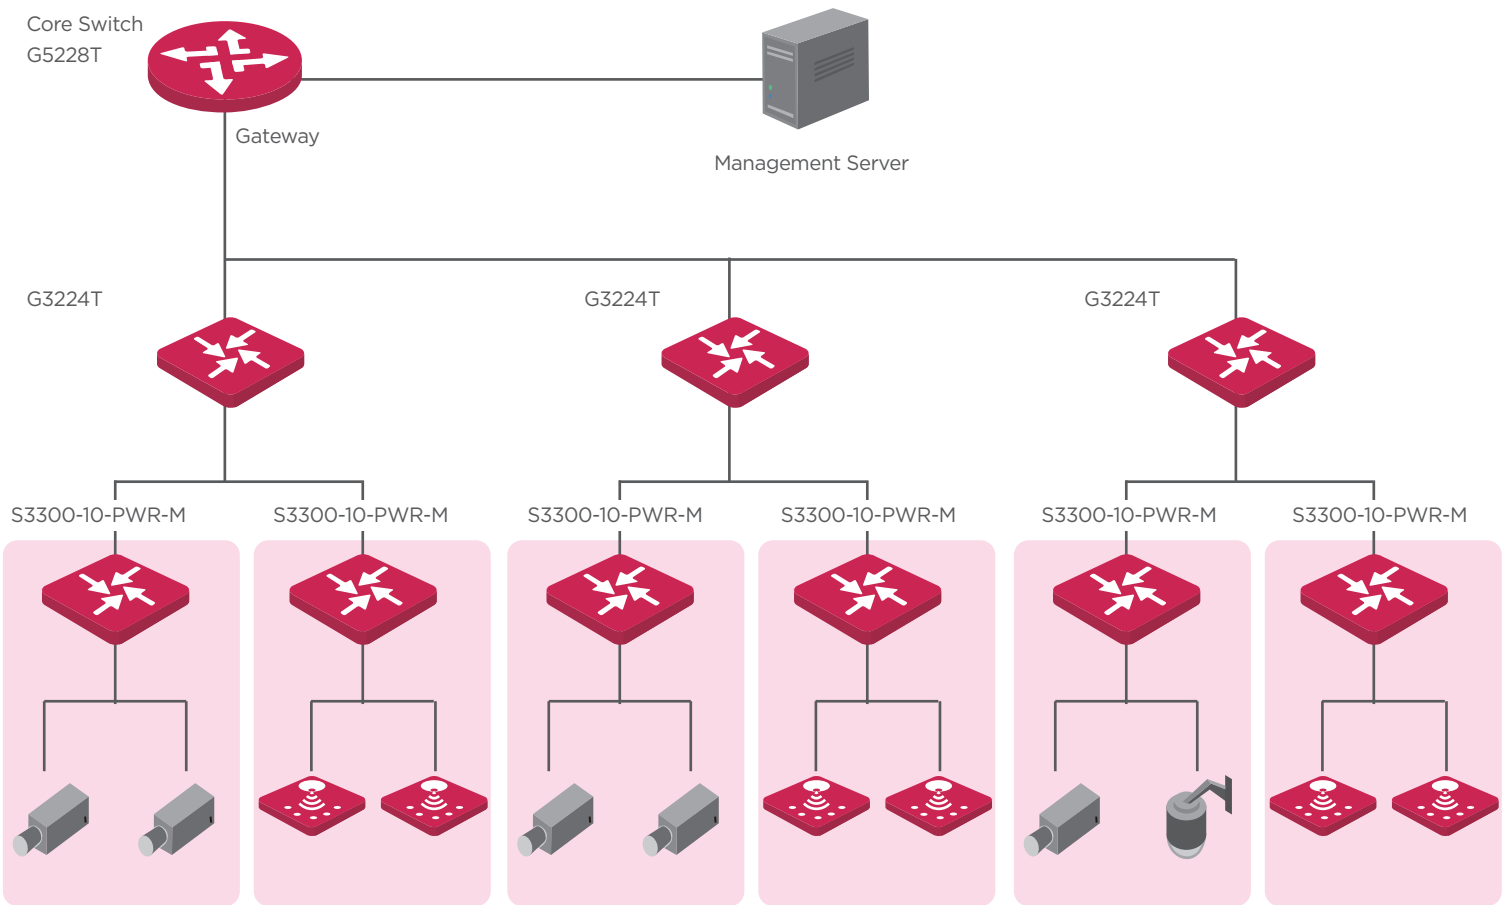 Core Switch
G5228T
Gateway
Management Server
G3224T
G3224T
G3224T
S3300-10-PWR-M
S3300-10-PWR-M
S3300-10-PWR-M
S3300-10-PWR-M
S3300-10-PWR-M
S3300-10-PWR-M